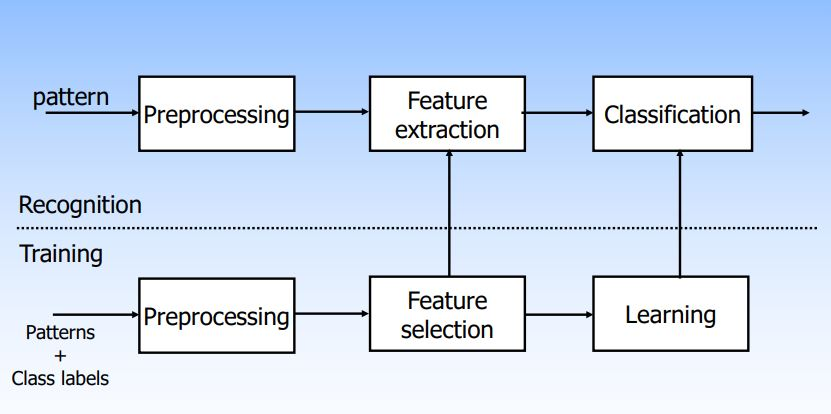 pattern
Preprocessing
Feature
extraction
Classification
Recognition
Training
Patterns
+
Class labels
Preprocessing
Feature
selection
Learning